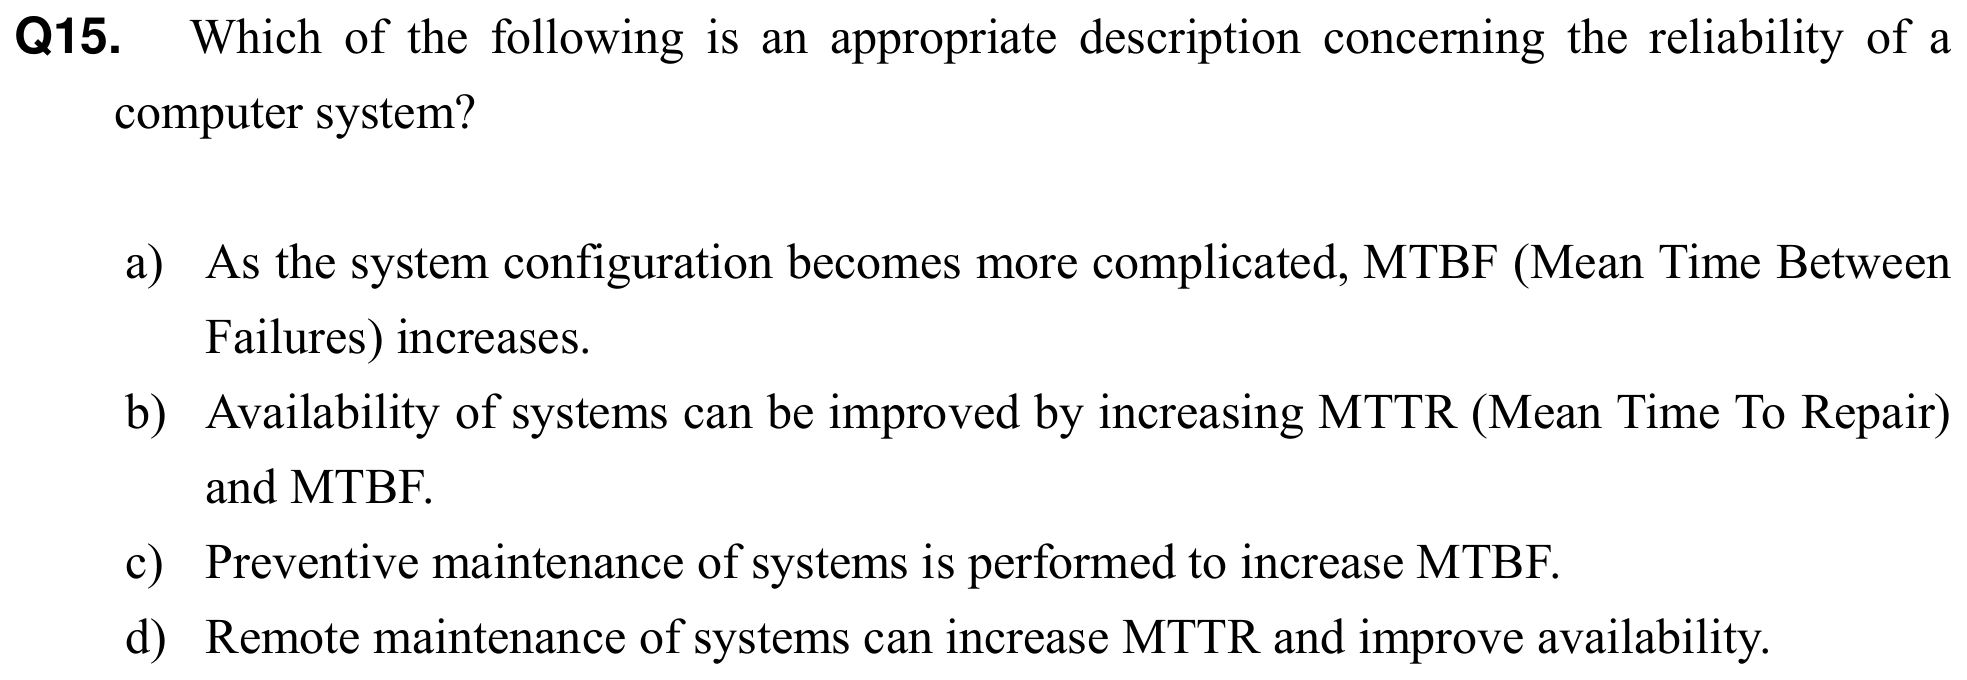 Q15. Which of the following is an appropriate description concerning the reliability of a
computer system?
a) As the system configuration becomes more complicated, MTBF (Mean Time Between
Failures) increases.
b) Availability of systems can be improved by increasing MTTR (Mean Time To Repair)
and MTBF.
c) Preventive maintenance of systems is performed to increase MTBF.
d) Remote maintenance of systems can increase MTTR and improve availability.